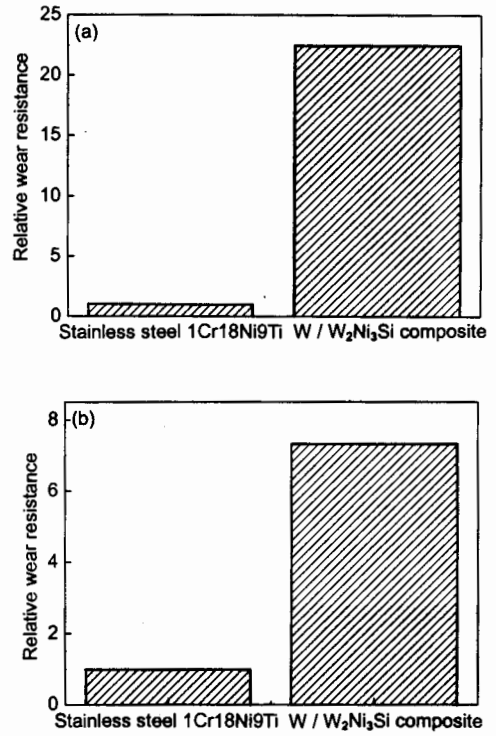 (a)
Relative wear resistance
25
20
15
10
5
0
Stainless steel 1Cr18Ni9Ti W / W₂Ni₃Si composite
(b)
Relative wear resistance
8
6
4
2
0
Stainless steel 1Cr18Ni9Ti W / W₂Ni₃Si composite